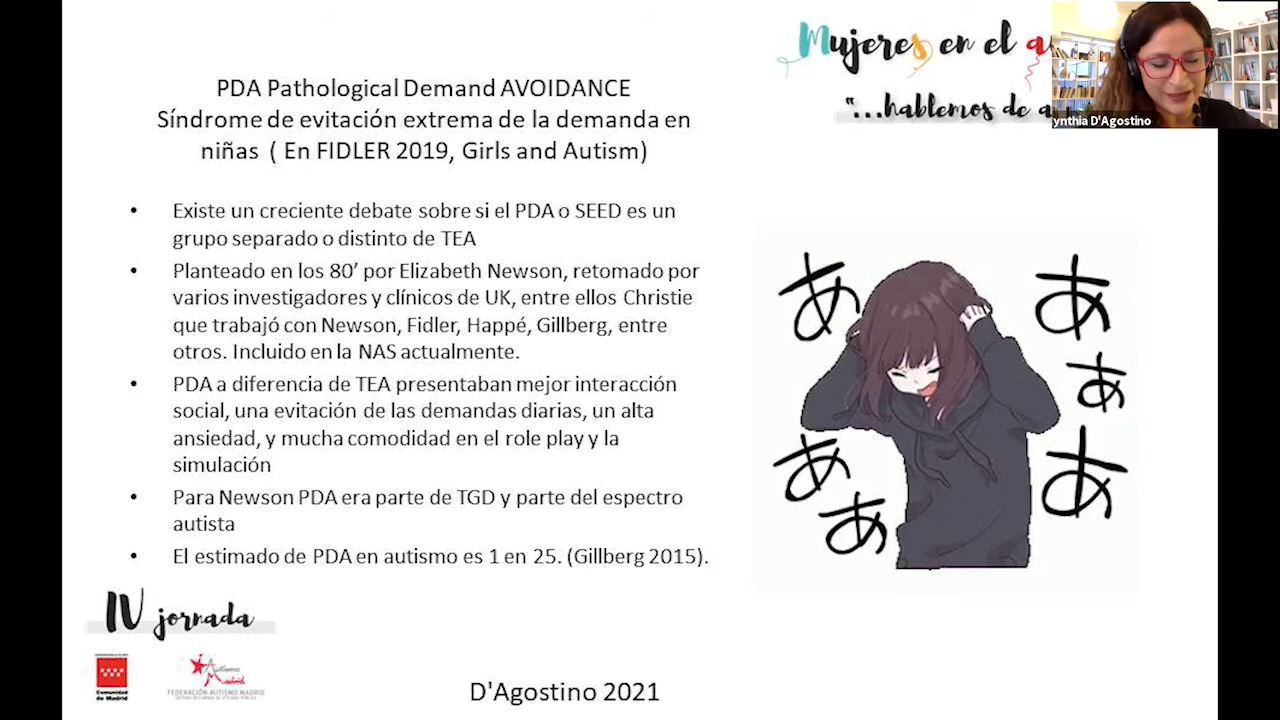 Mujeres en el a
"...hablemos de a
ynthia D'Agostino
PDA Pathological Demand AVOIDANCE
Síndrome de evitación extrema de la demanda en
niñas ( En FIDLER 2019, Girls and Autism)
• Existe un creciente debate sobre si el PDA o SEED es un
grupo separado o distinto de TEA
• Planteado en los 80' por Elizabeth Newson, retomado por
varios investigadores y clínicos de UK, entre ellos Christie
que trabajó con Newson, Fidler, Happé, Gillberg, entre
otros. Incluido en la NAS actualmente.
• PDA a diferencia de TEA presentaban mejor interacción
social, una evitación de las demandas diarias, un alta
ansiedad, y mucha comodidad en el role play y la
simulación
• Para Newson PDA era parte de TGD y parte del espectro
autista
• El estimado de PDA en autismo es 1 en 25. (Gillberg 2015).
あ
あ
あ
あ
あ
あ
IV jornada
Comunidad
de Madrid
Autismo
Madrid
FEDERACIÓN AUTISMO MADRID
D'Agostino 2021